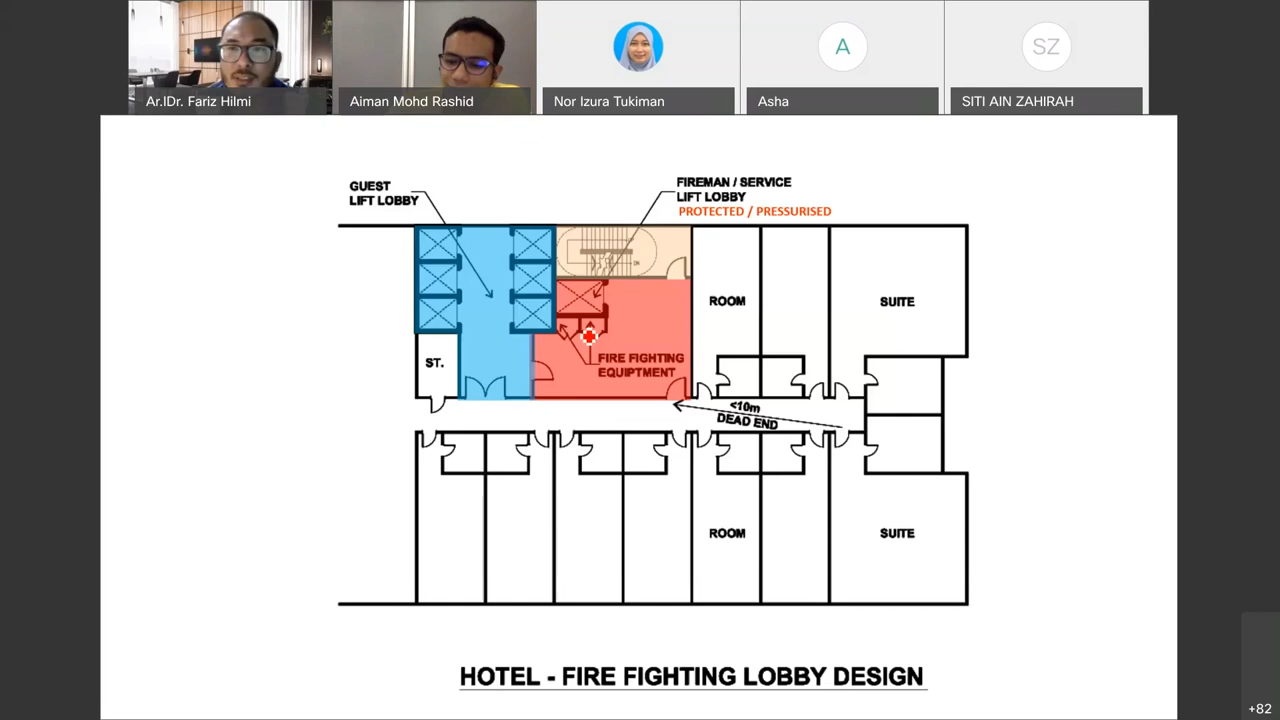 Ar.IDr. Fariz Hilmi
Aiman Mohd Rashid
Nor Izura Tukiman
A
Asha
SZ
SITI AIN ZAHIRAH
GUEST
LIFT LOBBY
FIREMAN / SERVICE
LIFT LOBBY
PROTECTED / PRESSURISED
ROOM
SUITE
ST.
FIRE FIGHTING
EQUIPTMENT
<10m
DEAD END
ROOM
SUITE
HOTEL - FIRE FIGHTING LOBBY DESIGN
+82